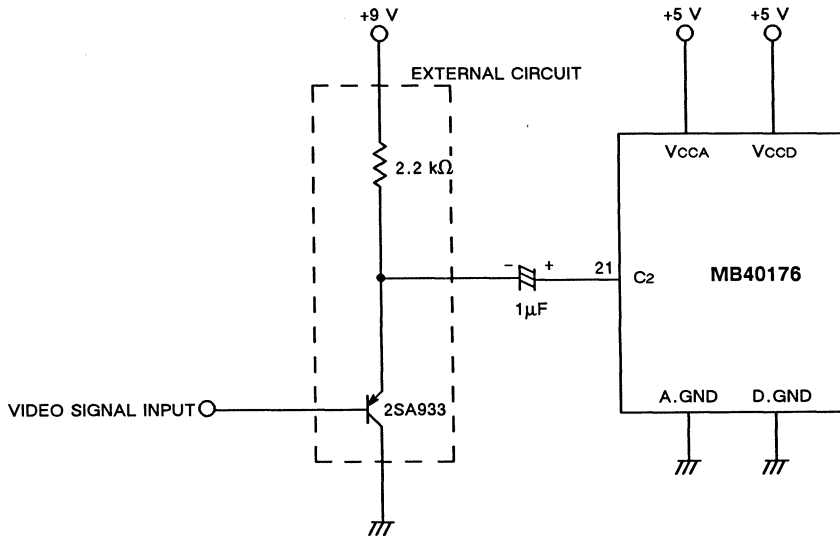 +9 V
+5 V
+5 V
EXTERNAL CIRCUIT
VCCA
VCCD
2.2 kΩ
- +
21
C2
MB40176
1μF
A.GND
D.GND
VIDEO SIGNAL INPUT
2SA933